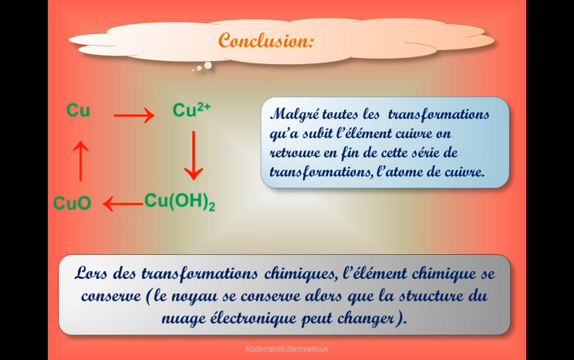 Conclusion:
Cu → Cu²⁺
Malgré toutes les transformations
qu'a subit l'élément cuivre on
retrouve en fin de cette série de
transformations, l'atome de cuivre.
CuO ← Cu(OH)₂
Lors des transformations chimiques, l'élément chimique se
conserve (le noyau se conserve alors que la structure du
nuage électronique peut changer).
Abderrahim Benmellouk